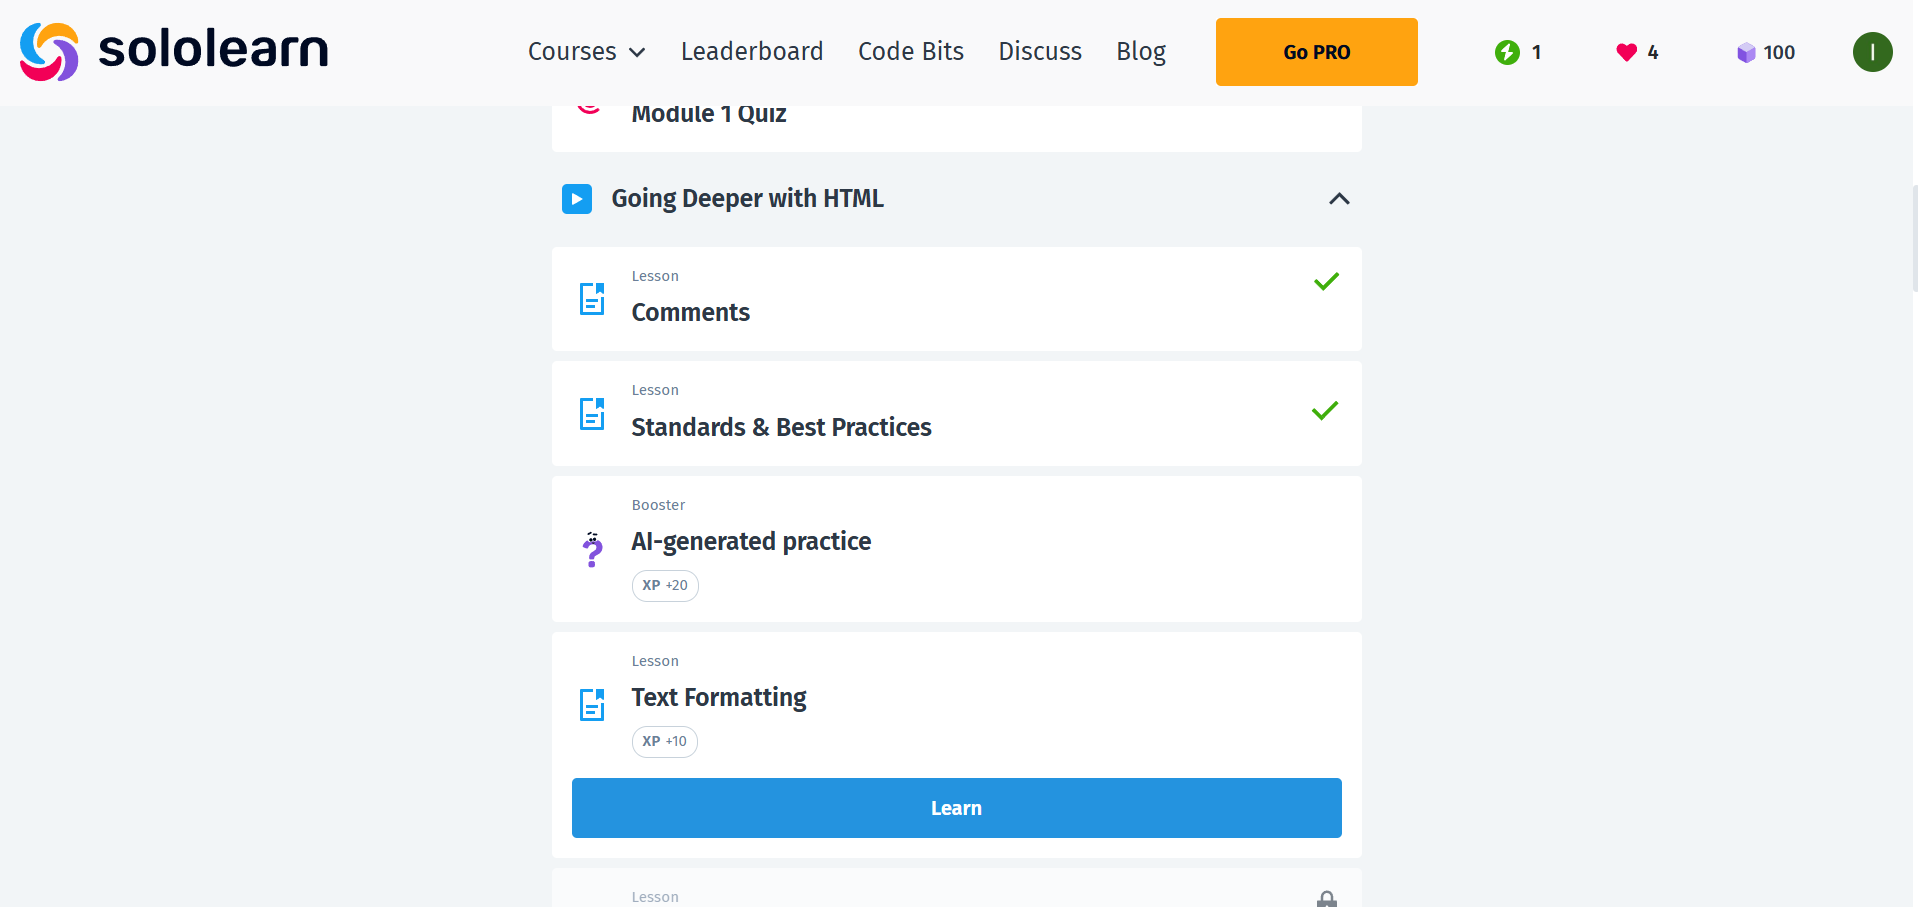 sololearn
Courses Leaderboard Code Bits Discuss Blog Go PRO 1 4 100 I
Module 1 Quiz
Going Deeper with HTML
Lesson
Comments
Lesson
Standards & Best Practices
Booster
AI-generated practice
XP +20
Lesson
Text Formatting
XP +10
Learn
Lesson